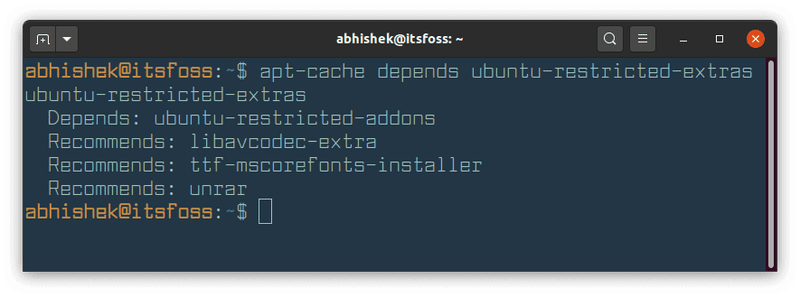 abhishek@itsfoss: ~
abhishek@itsfoss:~$ apt-cache depends ubuntu-restricted-extras
ubuntu-restricted-extras
  Depends: ubuntu-restricted-addons
  Recommends: libavcodec-extra
  Recommends: ttf-mscorefonts-installer
  Recommends: unrar
abhishek@itsfoss:~$